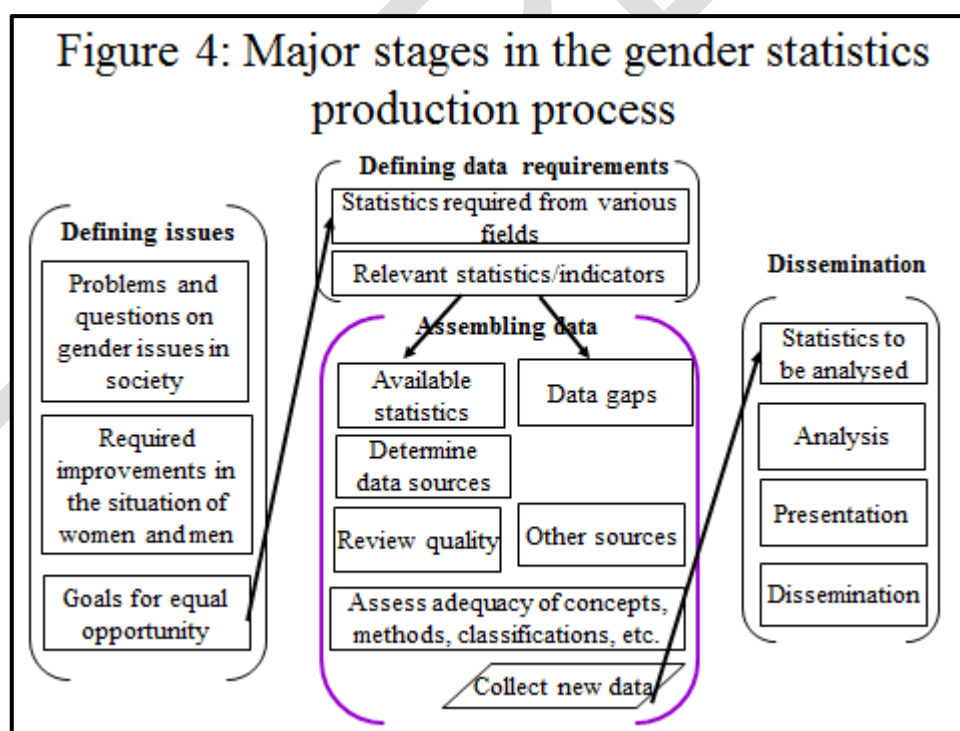 Figure 4: Major stages in the gender statistics
production process
Defining issues
Problems and
questions on
gender issues in
society
Required
improvements in
the situation of
women and men
Goals for equal
opportunity
Defining data requirements
Statistics required from various
fields
Relevant statistics/indicators
Assembling data
Available
statistics
Data gaps
Determine
data sources
Review quality
Other sources
Assess adequacy of concepts,
methods, classifications, etc.
Collect new data
Dissemination
Statistics to
be analysed
Analysis
Presentation
Dissemination